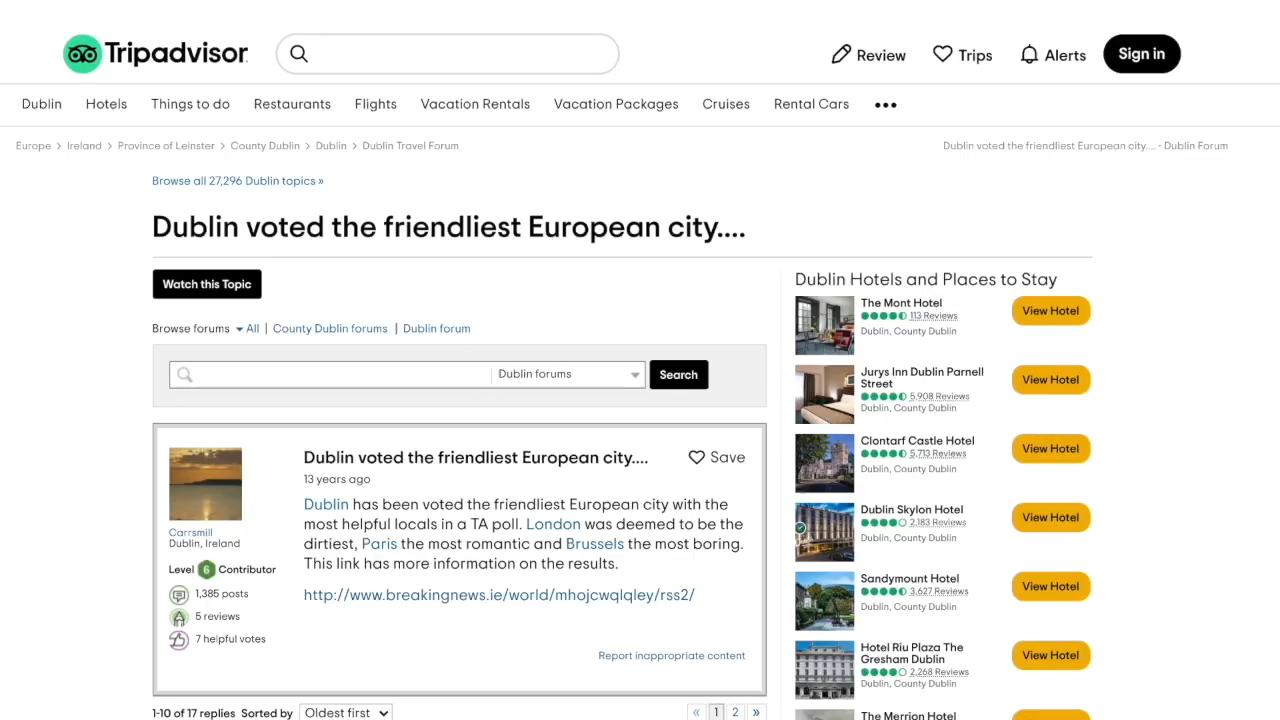 Tripadvisor
Review
Trips
Alerts
Sign in
Dublin Hotels Things to do Restaurants Flights Vacation Rentals Vacation Packages Cruises Rental Cars •••
Europe > Ireland > Province of Leinster > County Dublin > Dublin > Dublin Travel Forum
Dublin voted the friendliest European city.... - Dublin Forum
Browse all 27,296 Dublin topics »
Dublin voted the friendliest European city....
Watch this Topic
Browse forums All | County Dublin forums | Dublin forum
Dublin forums
Search
Carrsmill
Dublin, Ireland
Level 6 Contributor
1,385 posts
5 reviews
7 helpful votes
Dublin voted the friendliest European city....
Save
13 years ago
Dublin has been voted the friendliest European city with the
most helpful locals in a TA poll. London was deemed to be the
dirtiest, Paris the most romantic and Brussels the most boring.
This link has more information on the results.
http://www.breakingnews.ie/world/mhojcwqlqley/rss2/
Report inappropriate content
1-10 of 17 replies Sorted by Oldest first
« 1 2 »
Dublin Hotels and Places to Stay
The Mont Hotel
113 Reviews
Dublin, County Dublin
View Hotel
Jurys Inn Dublin Parnell
Street
5,908 Reviews
Dublin, County Dublin
View Hotel
Clontarf Castle Hotel
5,713 Reviews
Dublin, County Dublin
View Hotel
Dublin Skylon Hotel
2,183 Reviews
Dublin, County Dublin
View Hotel
Sandymount Hotel
3,627 Reviews
Dublin, County Dublin
View Hotel
Hotel Riu Plaza The
Gresham Dublin
2,268 Reviews
Dublin, County Dublin
View Hotel
The Merrion Hotel